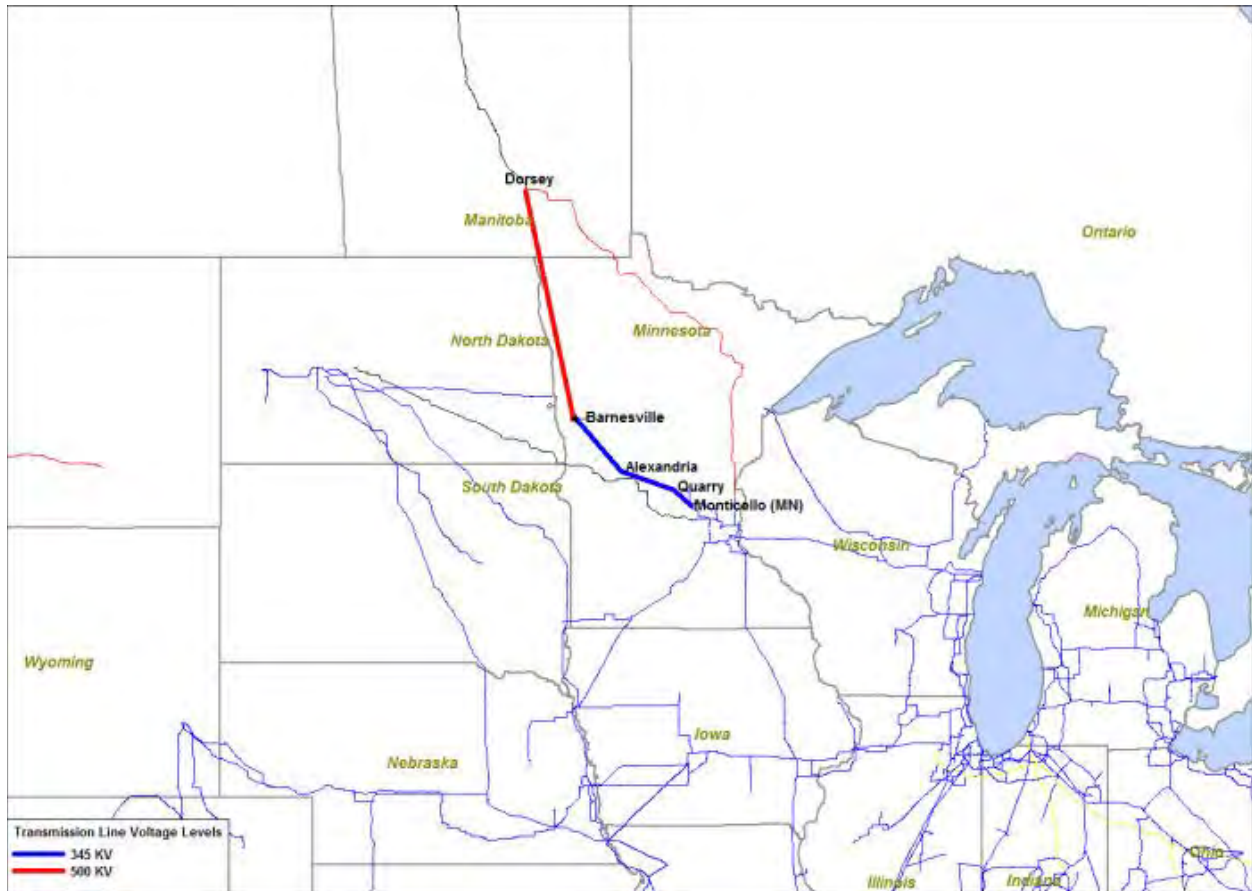 Dorsey
Manitoba
Ontario
North Dakota
Minnesota
Barnesville
Alexandria
South Dakota
Quarry
Monticello (MN)
Wisconsin
Michigan
Wyoming
Iowa
Nebraska
Transmission Line Voltage Levels
345 KV
500 KV
Ohio
Illinois
Indiana